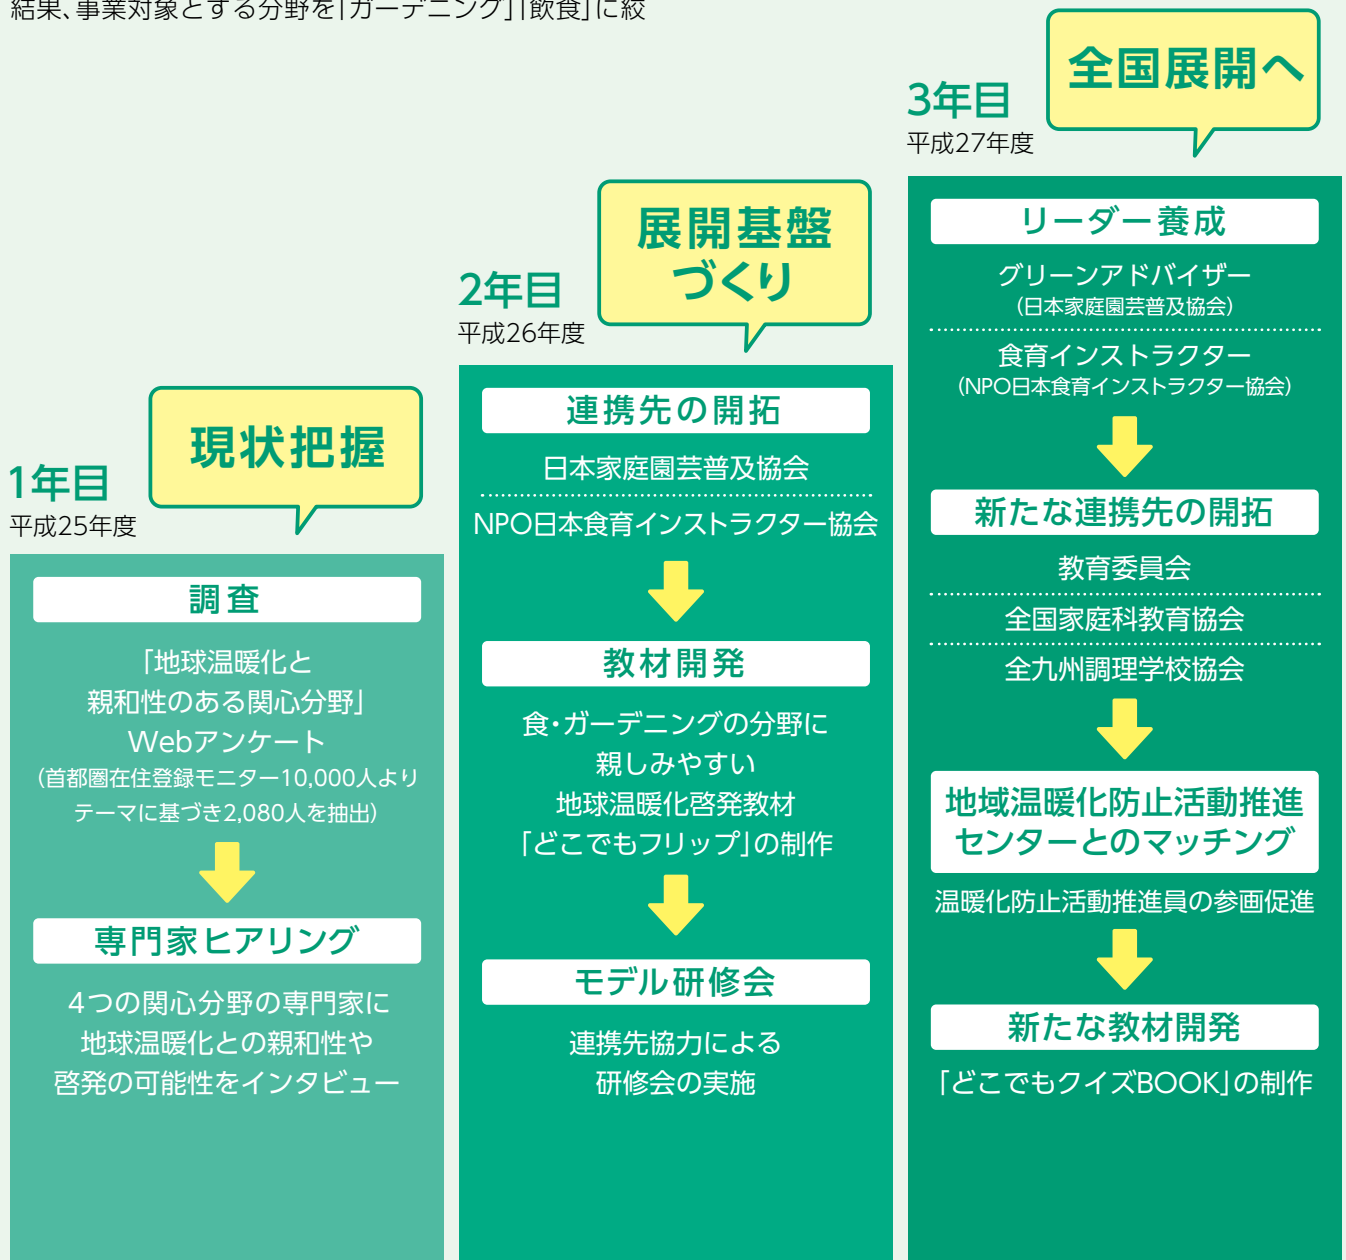 結果、事業対象とする分野を「ガーデニング」「飲食」に絞
1年目
平成25年度
現状把握
調査
「地球温暖化と
親和性のある関心分野」
Webアンケート
(首都圏在住登録モニター10,000人より
テーマに基づき2,080人を抽出)
専門家ヒアリング
4つの関心分野の専門家に
地球温暖化との親和性や
啓発の可能性をインタビュー
2年目
平成26年度
展開基盤
づくり
連携先の開拓
日本家庭園芸普及協会
NPO日本食育インストラクター協会
教材開発
食・ガーデニングの分野に
親しみやすい
地球温暖化啓発教材
「どこでもフリップ」の制作
モデル研修会
連携先協力による
研修会の実施
3年目
平成27年度
全国展開へ
リーダー養成
グリーンアドバイザー
(日本家庭園芸普及協会)
食育インストラクター
(NPO日本食育インストラクター協会)
新たな連携先の開拓
教育委員会
全国家庭科教育協会
全九州調理学校協会
地域温暖化防止活動推進
センターとのマッチング
温暖化防止活動推進員の参画促進
新たな教材開発
「どこでもクイズBOOK」の制作